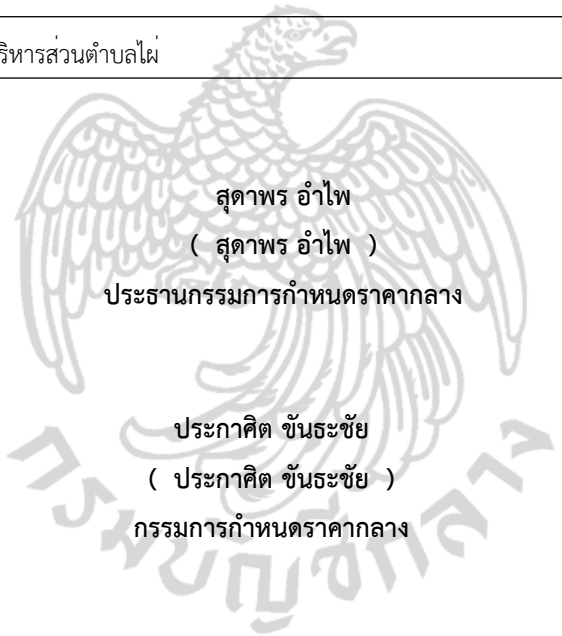 ริหารส่วนตำบลไผ่
สุดาพร อำไพ
( สุดาพร อำไพ )
ประธานกรรมการกำหนดราคากลาง
ประกาศิต ขันธะชัย
( ประกาศิต ขันธะชัย )
กรรมการกำหนดราคากลาง
กรมบัญชีกลาง